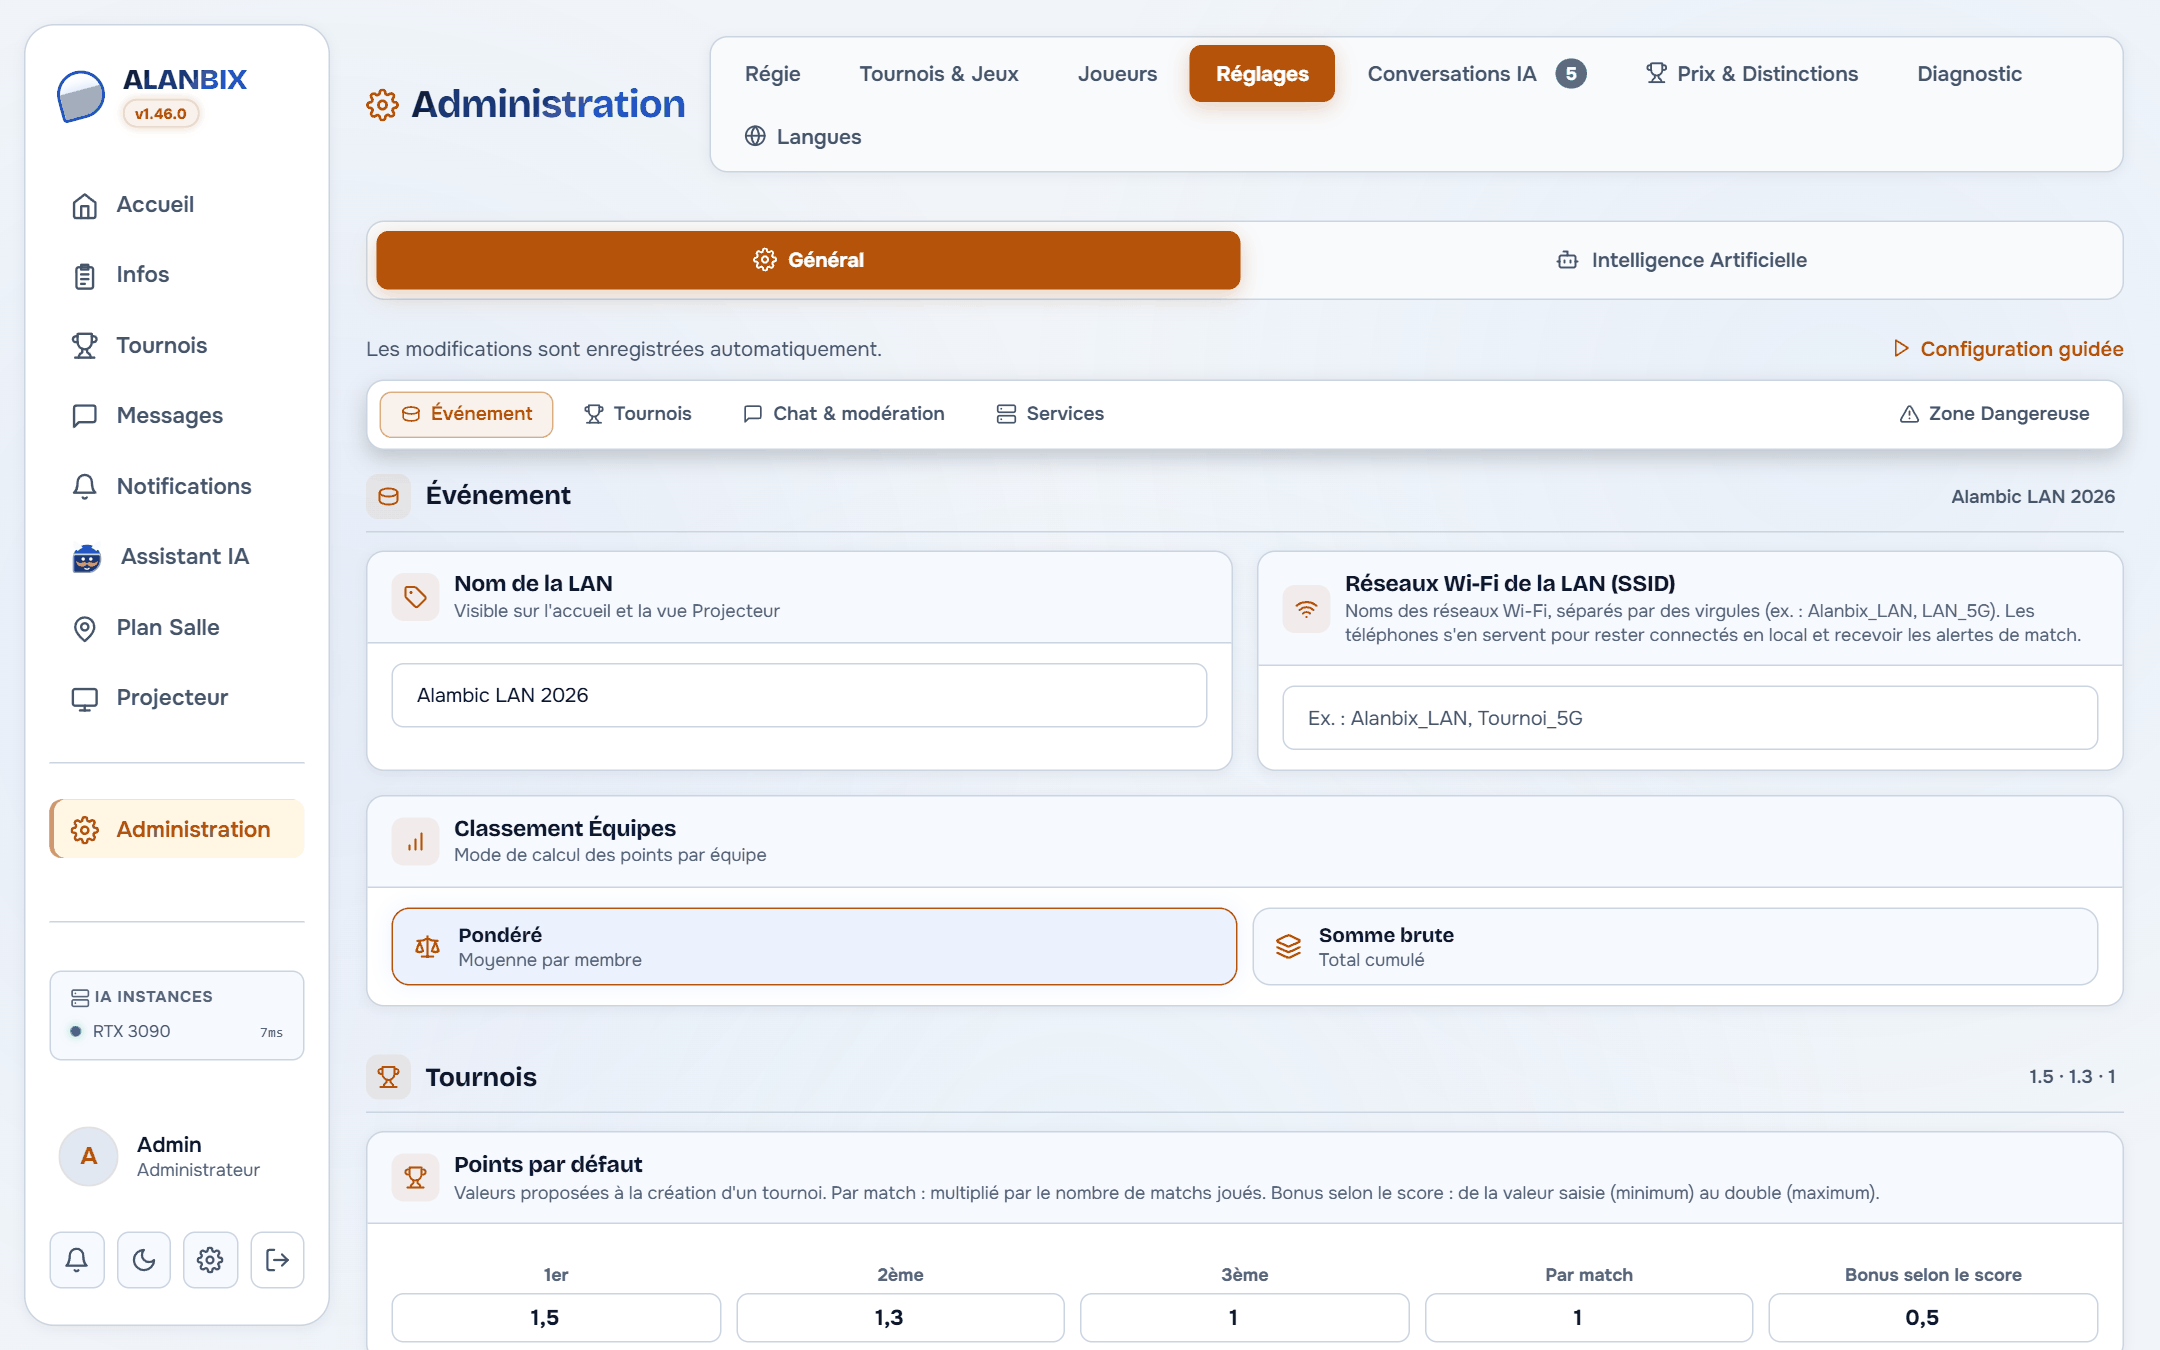 ALANBIX
v1.46.0
Accueil
Infos
Tournois
Messages
Notifications
Assistant IA
Plan Salle
Projecteur
Administration
IA INSTANCES
RTX 3090
7ms
A
Admin
Administrateur
Administration
Régie
Tournois & Jeux
Joueurs
Réglages
Conversations IA
5
Prix & Distinctions
Diagnostic
Langues
Général
Intelligence Artificielle
Les modifications sont enregistrées automatiquement.
Configuration guidée
Événement
Tournois
Chat & modération
Services
Zone Dangereuse
Événement
Alambic LAN 2026
Nom de la LAN
Visible sur l'accueil et la vue Projecteur
Alambic LAN 2026
Réseaux Wi-Fi de la LAN (SSID)
Noms des réseaux Wi-Fi, séparés par des virgules (ex. : Alanbix_LAN, LAN_5G). Les
téléphones s'en servent pour rester connectés en local et recevoir les alertes de match.
Ex. : Alanbix_LAN, Tournoi_5G
Classement Équipes
Mode de calcul des points par équipe
Pondéré
Moyenne par membre
Somme brute
Total cumulé
Tournois
1.5 · 1.3 · 1
Points par défaut
Valeurs proposées à la création d'un tournoi. Par match : multiplié par le nombre de matchs joués. Bonus selon le score : de la valeur saisie (minimum) au double (maximum).
1er
2ème
3ème
Par match
Bonus selon le score
1,5
1,3
1
1
0,5